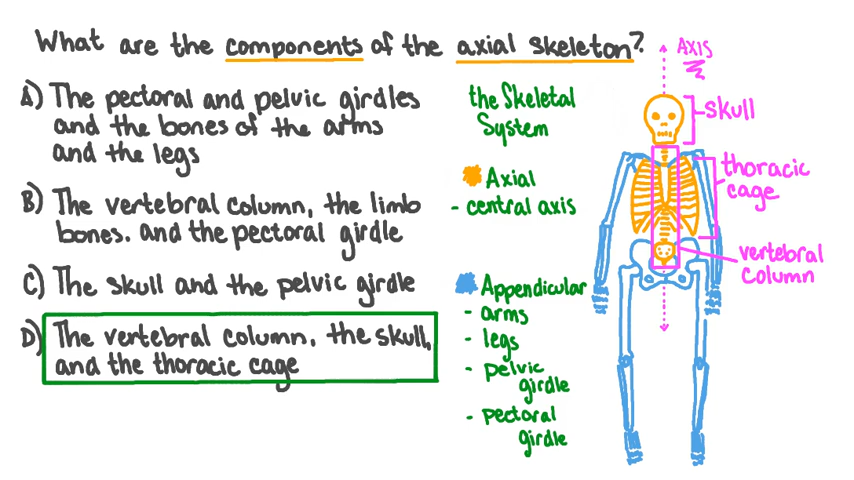 What are the components of the axial skeleton?
A) The pectoral and pelvic girdles
and the bones of the arms
and the legs
B) The vertebral column, the limb
bones. and the pectoral girdle
C) The skull and the pelvic girdle
D) The vertebral column, the skull,
and the thoracic cage
the Skeletal
System
Axial
- central axis
Appendicular
- arms
- legs
- pelvic
girdle
- pectoral
girdle
AXIS
skull
thoracic
cage
vertebral
column